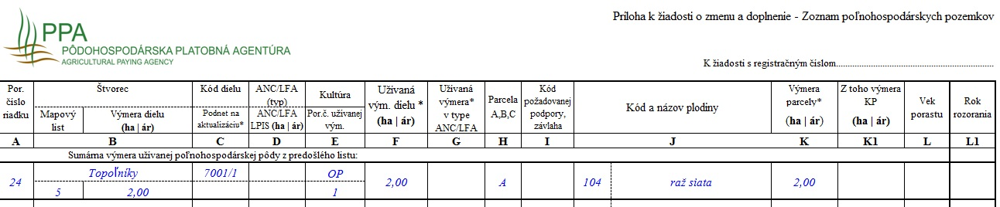 Príloha k žiadosti o zmenu a doplnenie - Zoznam poľnohospodárskych pozemkov
PPA
PÔDOHOSPODÁRSKA PLATOBNÁ AGENTÚRA
AGRICULTURAL PAYING AGENCY
K žiadosti s registračným číslom...........................................................
Por. číslo riadku | Štvorec | Kód dielu | ANC/LFA (typ) | Kultúra | Užívaná vým. dielu * (ha | ár) | Užívaná výmera* v type ANC/LFA | Parcela A,B,C | Kód požadovanej podpory, závlaha | Kód a názov plodiny | Výmera parcely* (ha | ár) | Z toho výmera KP (ha | ár) | Vek porastu | Rok rozorania
Mapový list | Výmera dielu (ha | ár) | Podnet na aktualizáciu* | ANC/LFA LPIS (ha | ár) | Por.č. užívanej vým.
A B C D E F G H I J K K1 L L1
Sumárna výmera užívanej poľnohospodárskej pôdy z predošlého listu:
24 Topoľníky 7001/1 OP 2,00 A 104 raž siata 2,00
5 2,00 1